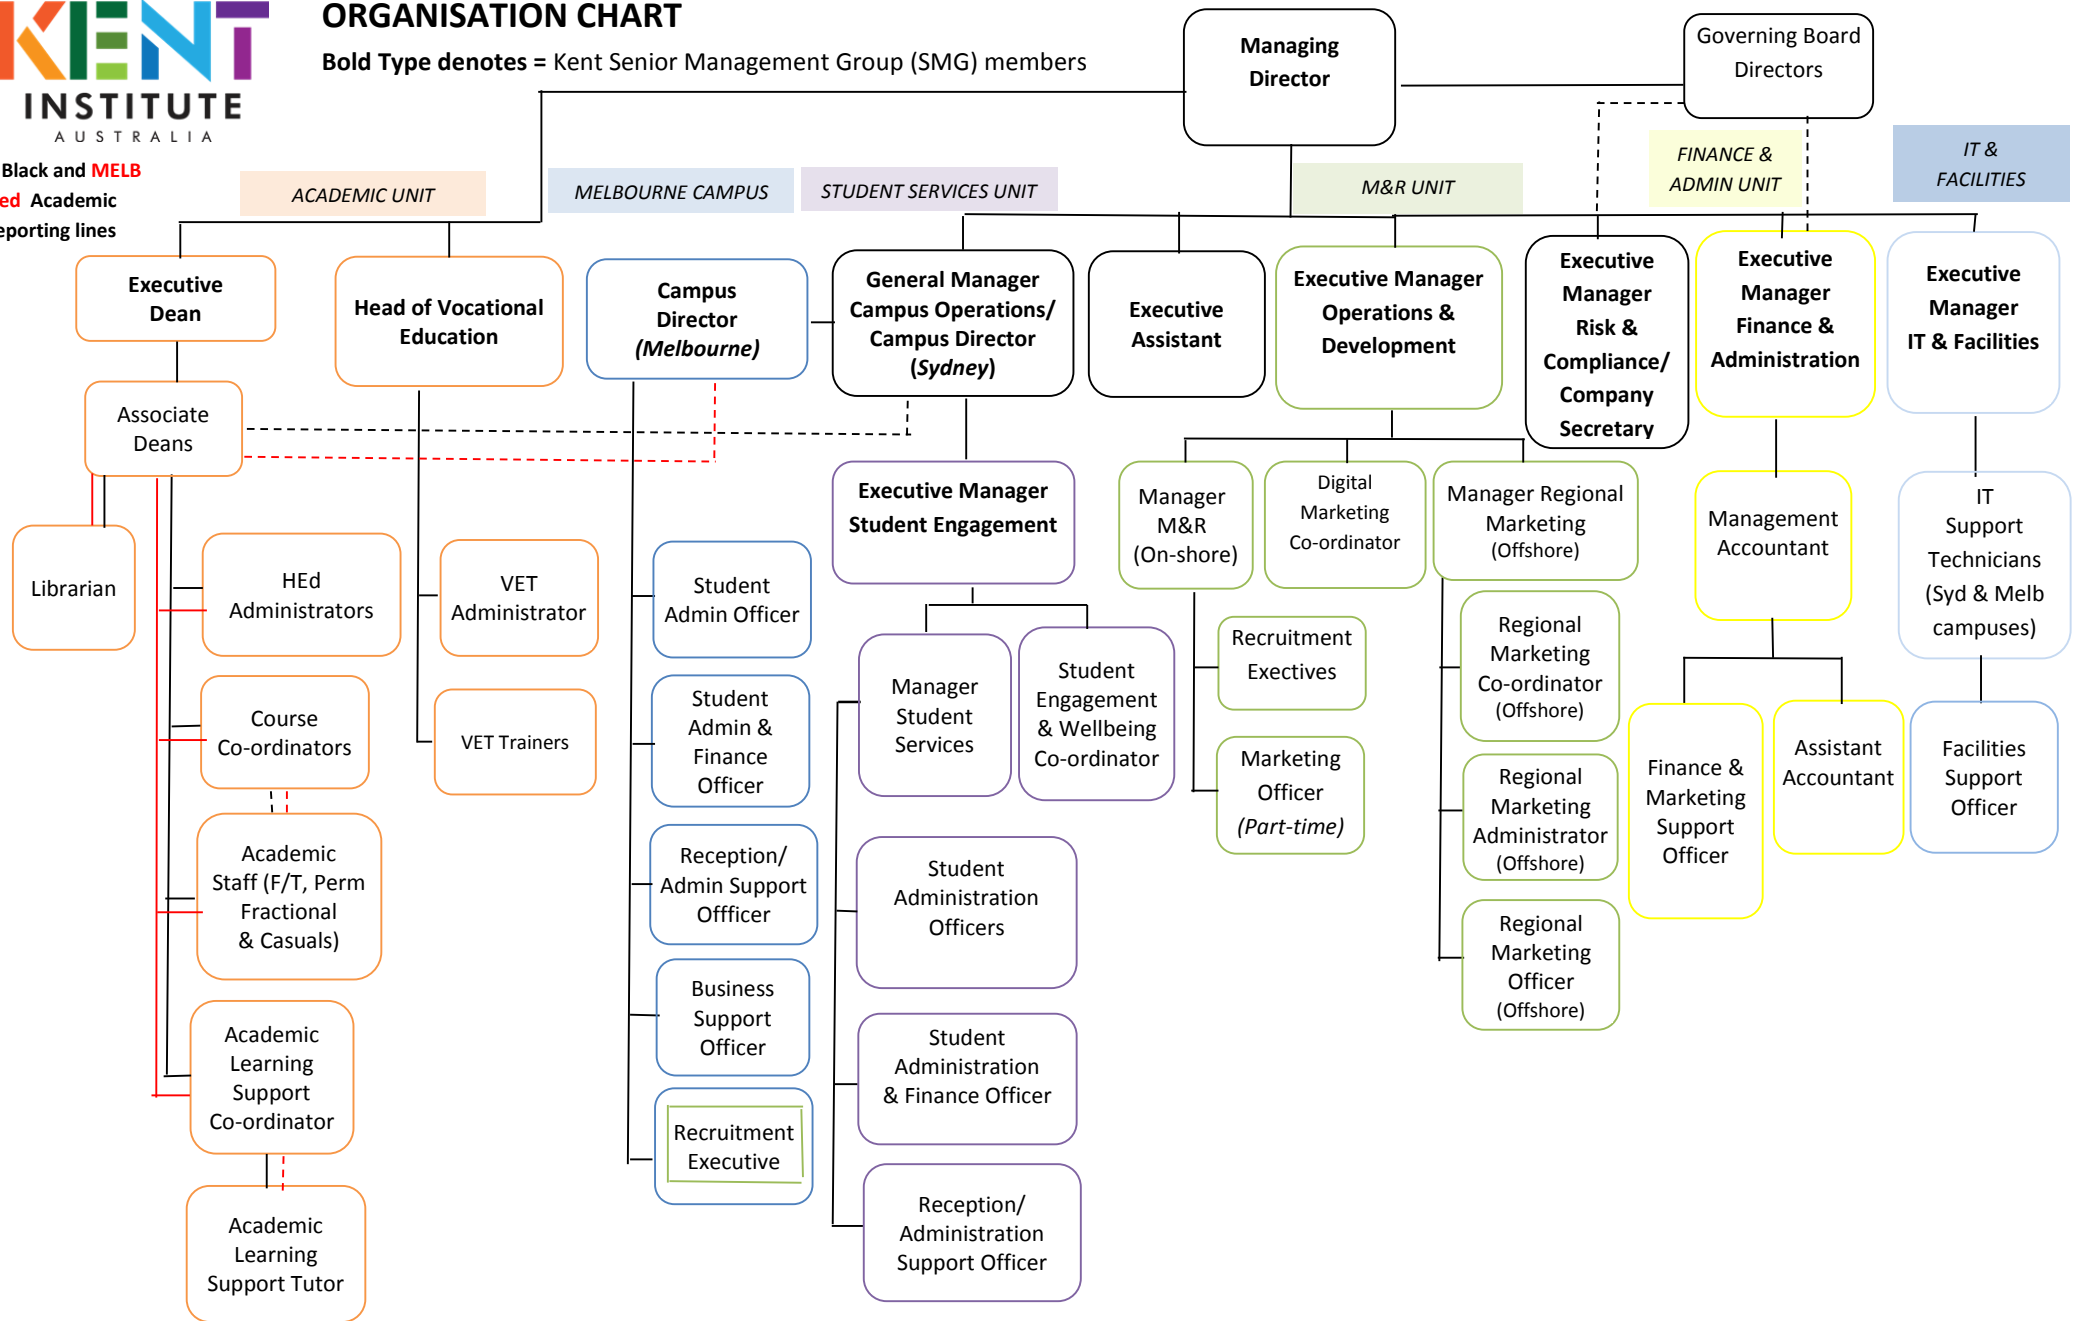 KENT
INSTITUTE
AUSTRALIA
ORGANISATION CHART
Bold Type denotes = Kent Senior Management Group (SMG) members
Black and MELB
ed Academic
eporting lines
Managing
Director
Governing Board
Directors
ACADEMIC UNIT
MELBOURNE CAMPUS
STUDENT SERVICES UNIT
M&R UNIT
FINANCE &
ADMIN UNIT
IT &
FACILITIES
Executive
Dean
Head of Vocational
Education
Campus
Director
(Melbourne)
General Manager
Campus Operations/
Campus Director
(Sydney)
Executive
Assistant
Executive Manager
Operations &
Development
Executive
Manager
Risk &
Compliance/
Company
Secretary
Executive
Manager
Finance &
Administration
Executive
Manager
IT & Facilities
Associate
Deans
Librarian
HEd
Administrators
Course
Co-ordinators
Academic
Staff (F/T, Perm
Fractional
& Casuals)
Academic
Learning
Support
Co-ordinator
Academic
Learning
Support Tutor
VET
Administrator
VET Trainers
Student
Admin Officer
Student
Admin &
Finance
Officer
Reception/
Admin Support
Offficer
Business
Support
Officer
Recruitment
Executive
Executive Manager
Student Engagement
Manager
Student
Services
Student
Engagement
& Wellbeing
Co-ordinator
Student
Administration
Officers
Student
Administration
& Finance Officer
Reception/
Administration
Support Officer
Manager
M&R
(On-shore)
Digital
Marketing
Co-ordinator
Manager Regional
Marketing
(Offshore)
Recruitment
Exectives
Marketing
Officer
(Part-time)
Regional
Marketing
Co-ordinator
(Offshore)
Regional
Marketing
Administrator
(Offshore)
Regional
Marketing
Officer
(Offshore)
Management
Accountant
Finance &
Marketing
Support
Officer
Assistant
Accountant
IT
Support
Technicians
(Syd & Melb
campuses)
Facilities
Support
Officer